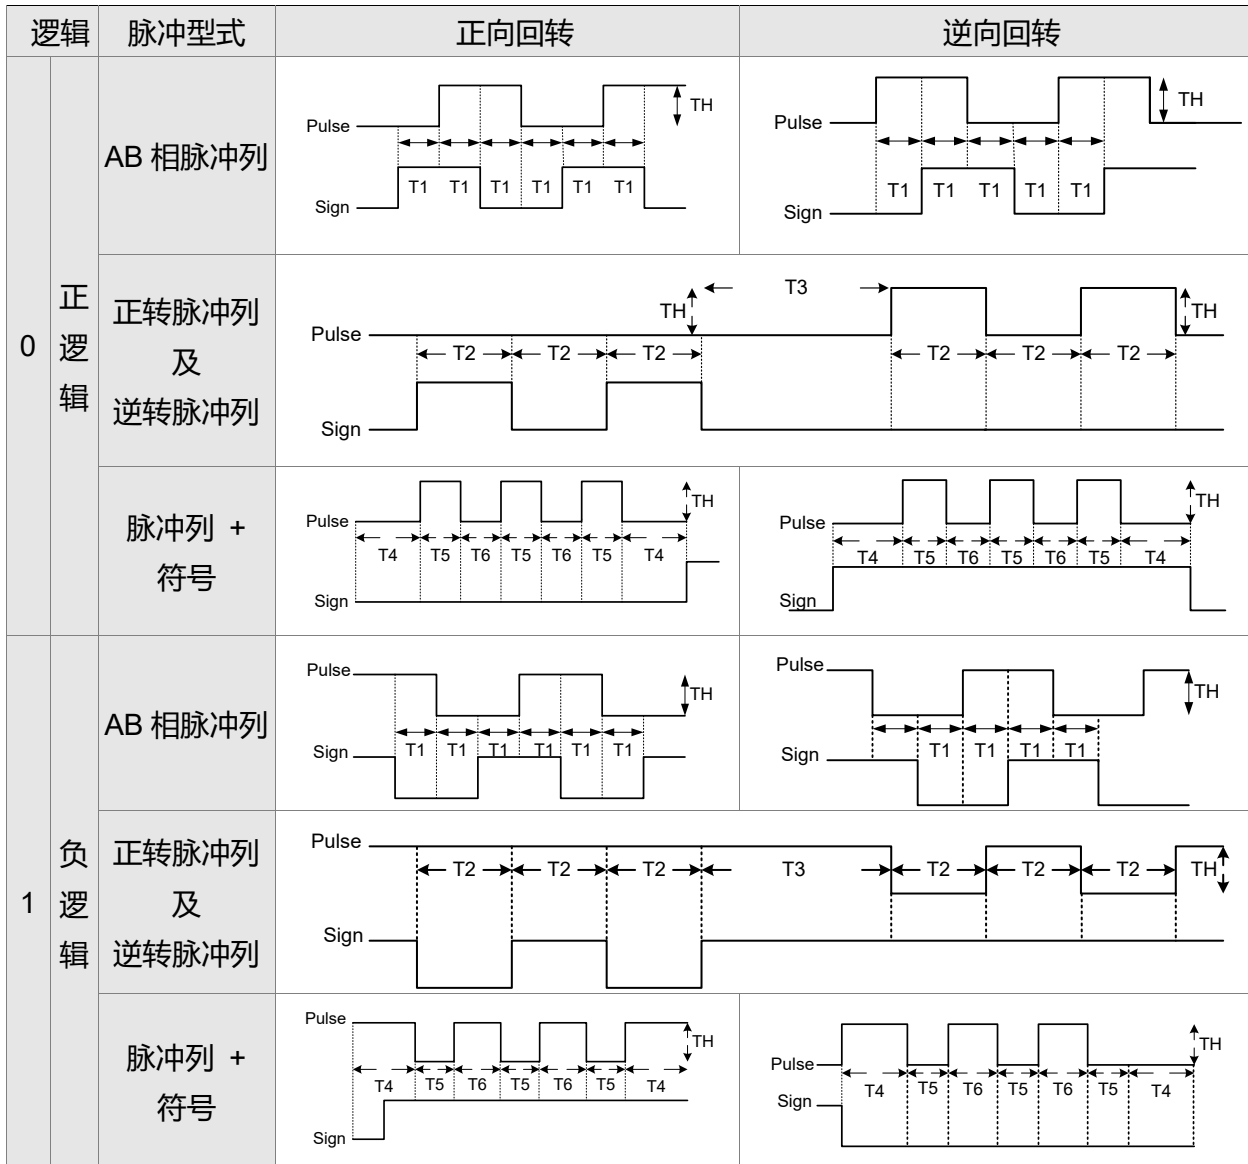 逻辑 脉冲型式 正向回转 逆向回转
0 正逻辑
AB 相脉冲列
Pulse TH
T1 T1 T1 T1 T1 T1
Sign
Pulse TH
T1 T1 T1 T1 T1
Sign
正转脉冲列
及
逆转脉冲列
TH T3 TH
Pulse
T2 T2 T2 T2 T2 T2
Sign
脉冲列 +
符号
TH
Pulse
T4 T5 T6 T5 T6 T5 T4
Sign
TH
Pulse
T4 T5 T6 T5 T6 T5 T4
Sign
1 负逻辑
AB 相脉冲列
Pulse
TH
Sign T1 T1 T1 T1 T1 T1
Pulse
TH
Sign T1 T1 T1 T1
正转脉冲列
及
逆转脉冲列
Pulse
T2 T2 T2 T3 T2 T2 T2 TH
Sign
脉冲列 +
符号
Pulse
TH
T4 T5 T6 T5 T6 T5 T4
Sign
TH
Pulse
T4 T5 T6 T5 T6 T5 T4
Sign